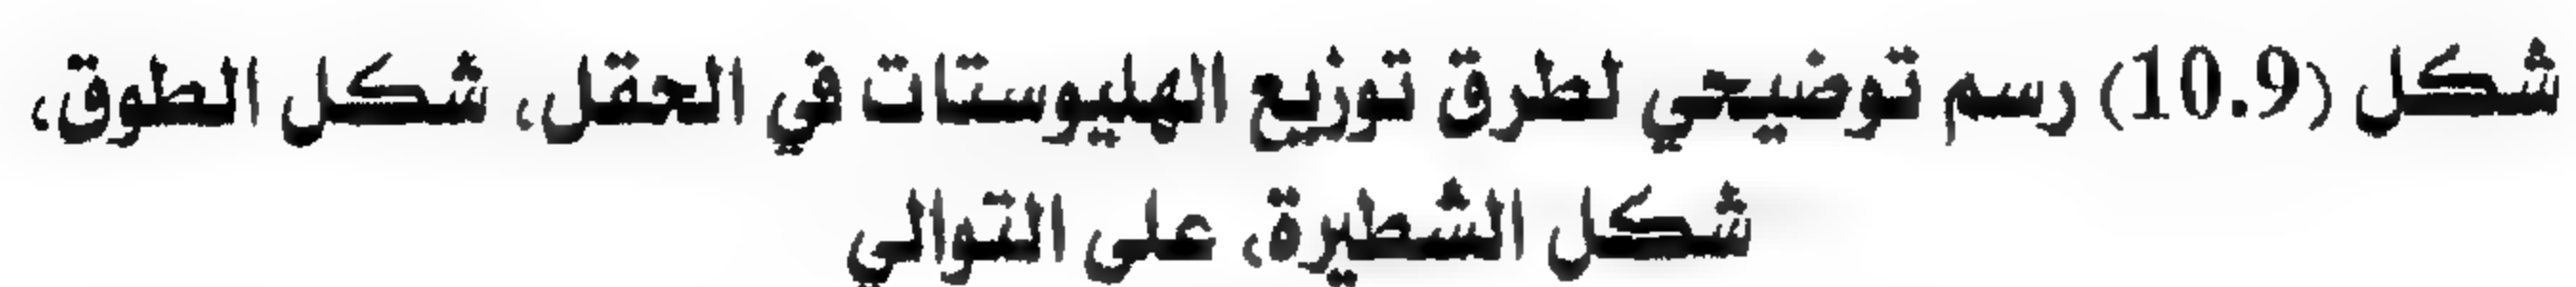 شكل (10.9) رسم توضيحي لطرق توزيع الهليوستات في الحقل، شكل الطوق،
شكل الشطيرة، على التوالي